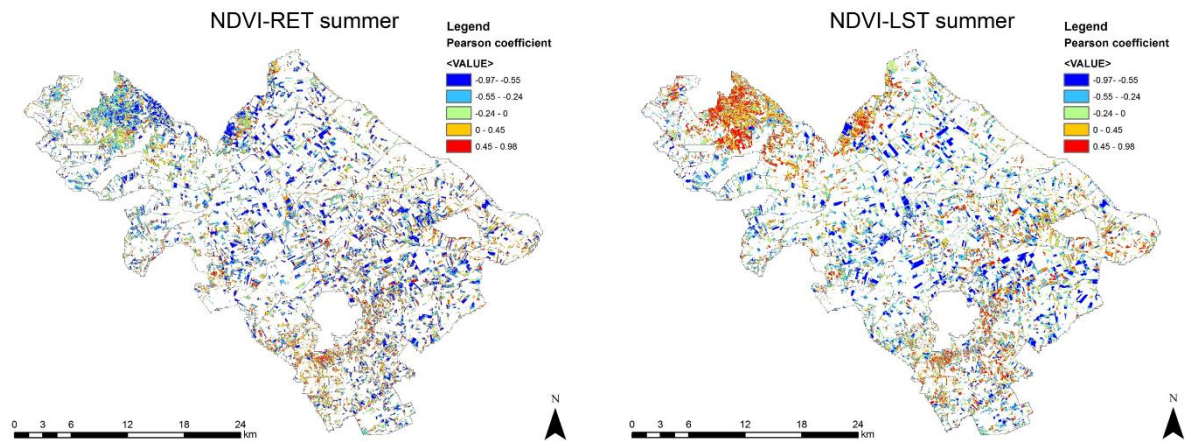 NDVI-RET summer
Legend
Pearson coefficient
<VALUE>
-0.97- -0.55
-0.55 - -0.24
-0.24 - 0
0 - 0.45
0.45 - 0.98
0 3 6 12 18 24
km
N
NDVI-LST summer
Legend
Pearson coefficient
<VALUE>
-0.97- -0.55
-0.55 - -0.24
-0.24 - 0
0 - 0.45
0.45 - 0.98
0 3 6 12 18 24
km
N